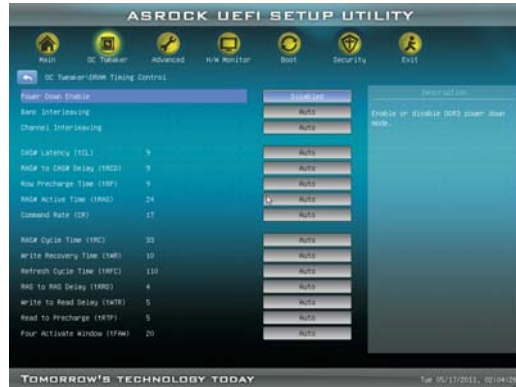 ASROCK UEFI SETUP UTILITY
Main OC Tweaker Advanced H/W Monitor Boot Security Exit
OC Tweaker\DRAM Timing Control
Description
Power Down Enable Disabled
Enable or disable DDR3 power down mode.
Bank Interleaving Auto
Channel Interleaving Auto
CAS# Latency (tCL) 9 Auto
RAS# to CAS# Delay (tRCD) 9 Auto
Row Precharge Time (tRP) 9 Auto
RAS# Active Time (tRAS) 24 Auto
Command Rate (CR) 1T Auto
RAS# Cycle Time (tRC) 33 Auto
Write Recovery Time (tWR) 10 Auto
Refresh Cycle Time (tRFC) 110 Auto
RAS to RAS Delay (tRRD) 4 Auto
Write to Read Delay (tWTR) 5 Auto
Read to Precharge (tRTP) 5 Auto
Four Activate Window (tFAW) 20 Auto
TOMORROW'S TECHNOLOGY TODAY
Tue 05/17/2011, 02:04:26